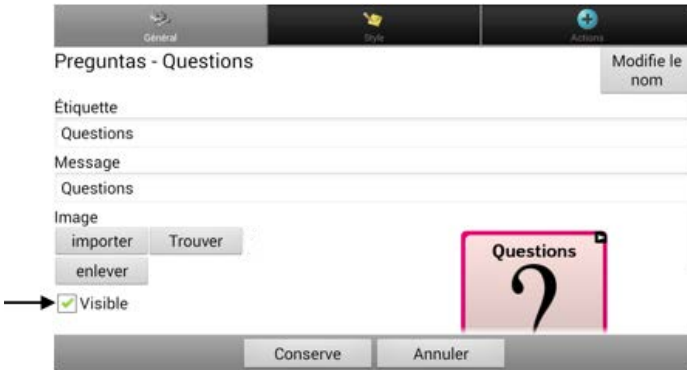 Général Style Actions
Preguntas - Questions
Modifie le
nom
Étiquette
Questions
Message
Questions
Image
importer Trouver
enlever
Questions
?
Visible
Conserve Annuler